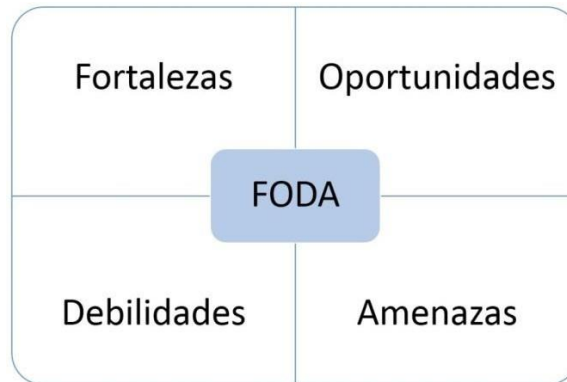 Fortalezas
Oportunidades
FODA
Debilidades
Amenazas